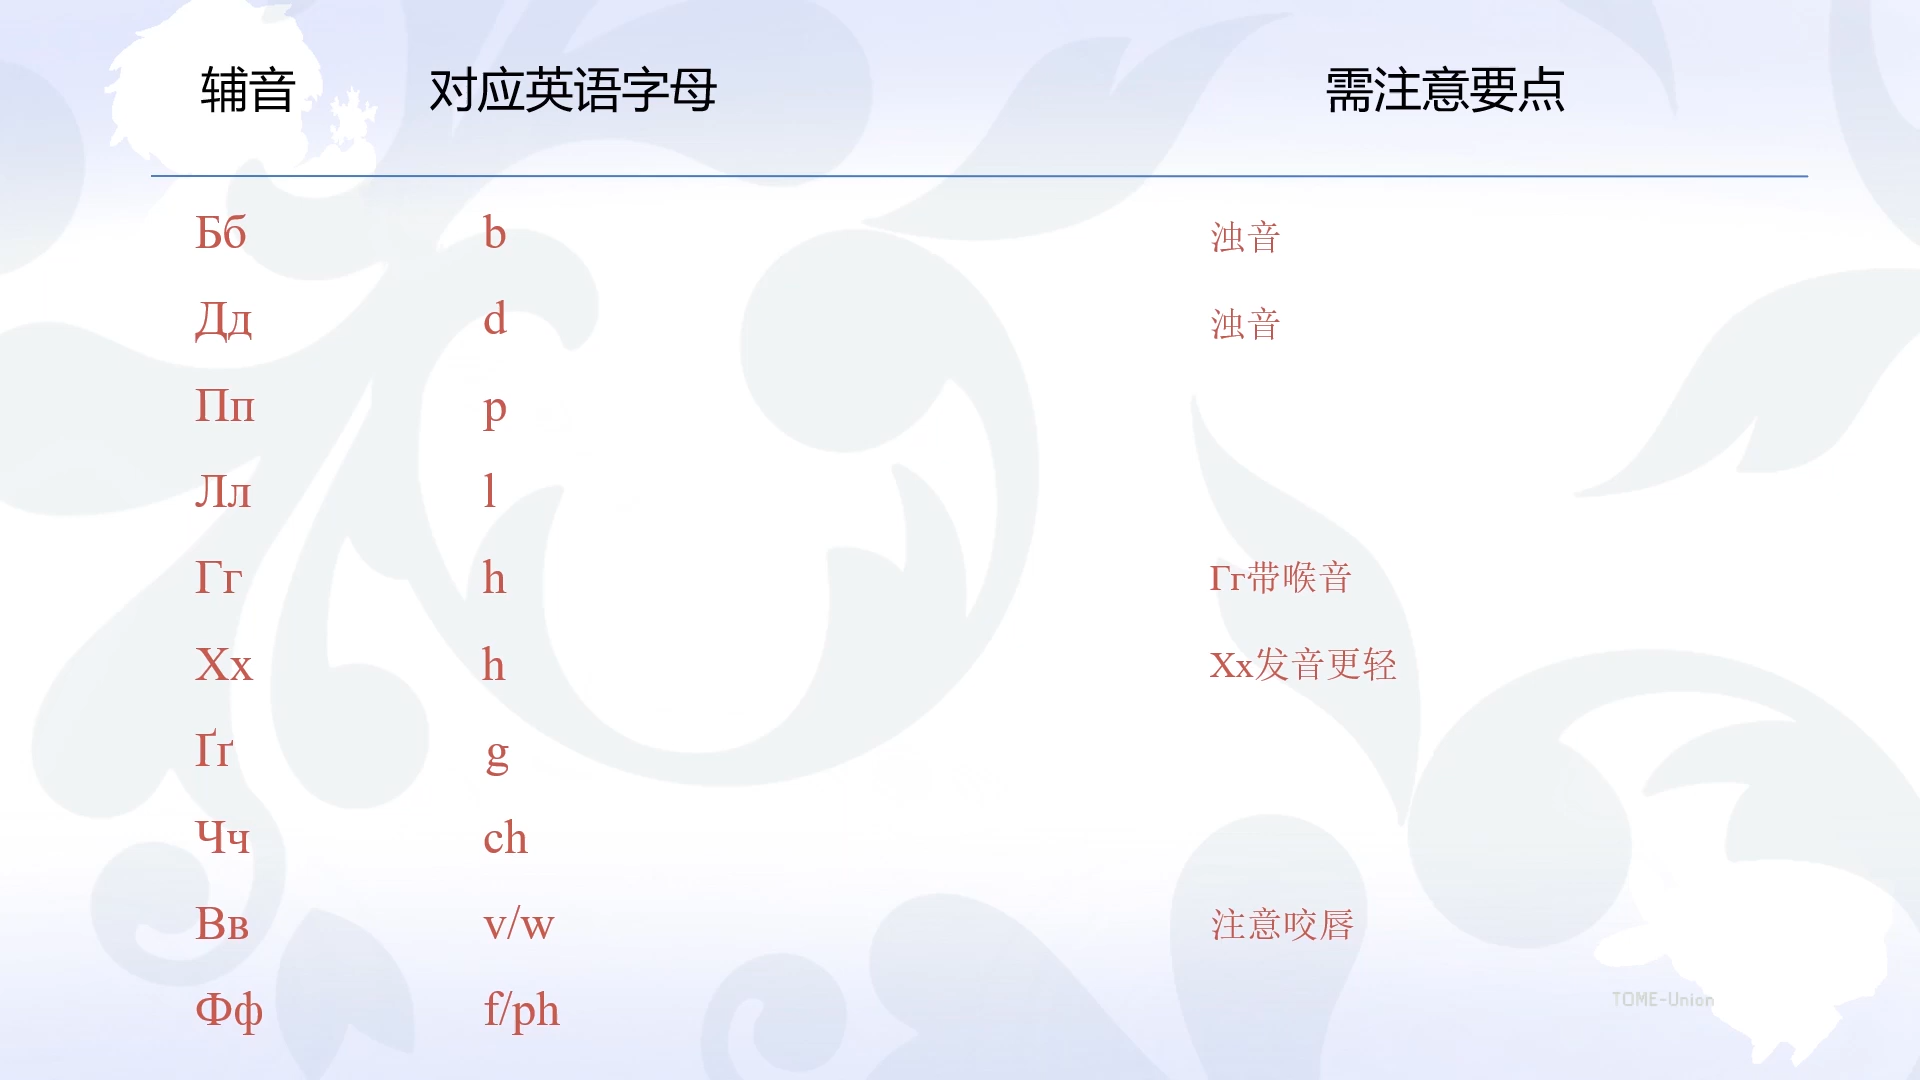 辅音 对应英语字母 需注意要点
Бб b 浊音
Дд d 浊音
Пп p
Лл l
Гг h Гг带喉音
Хх h Хх发音更轻
Ґґ g
Чч ch
Вв v/w 注意咬唇
Фф f/ph
TOME-Union